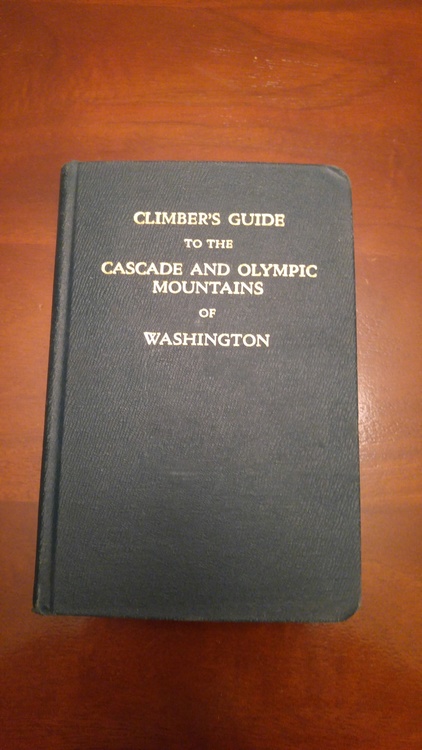 CLIMBER'S GUIDE
TO THE
CASCADE AND OLYMPIC
MOUNTAINS
OF
WASHINGTON